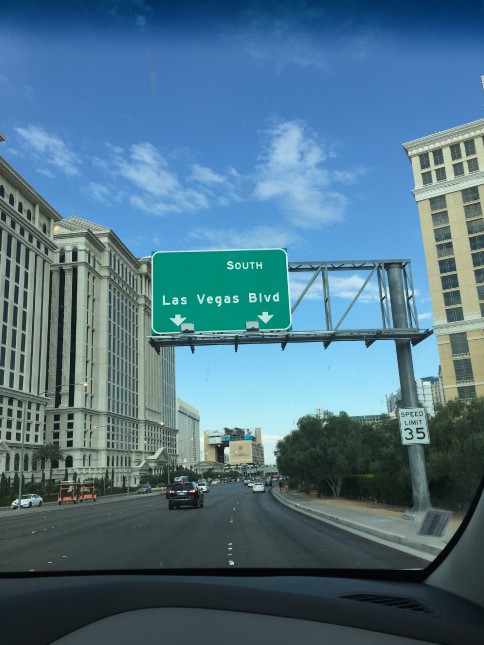 SOUTH
LAS VEGAS BLVD
SPEED
LIMIT
35